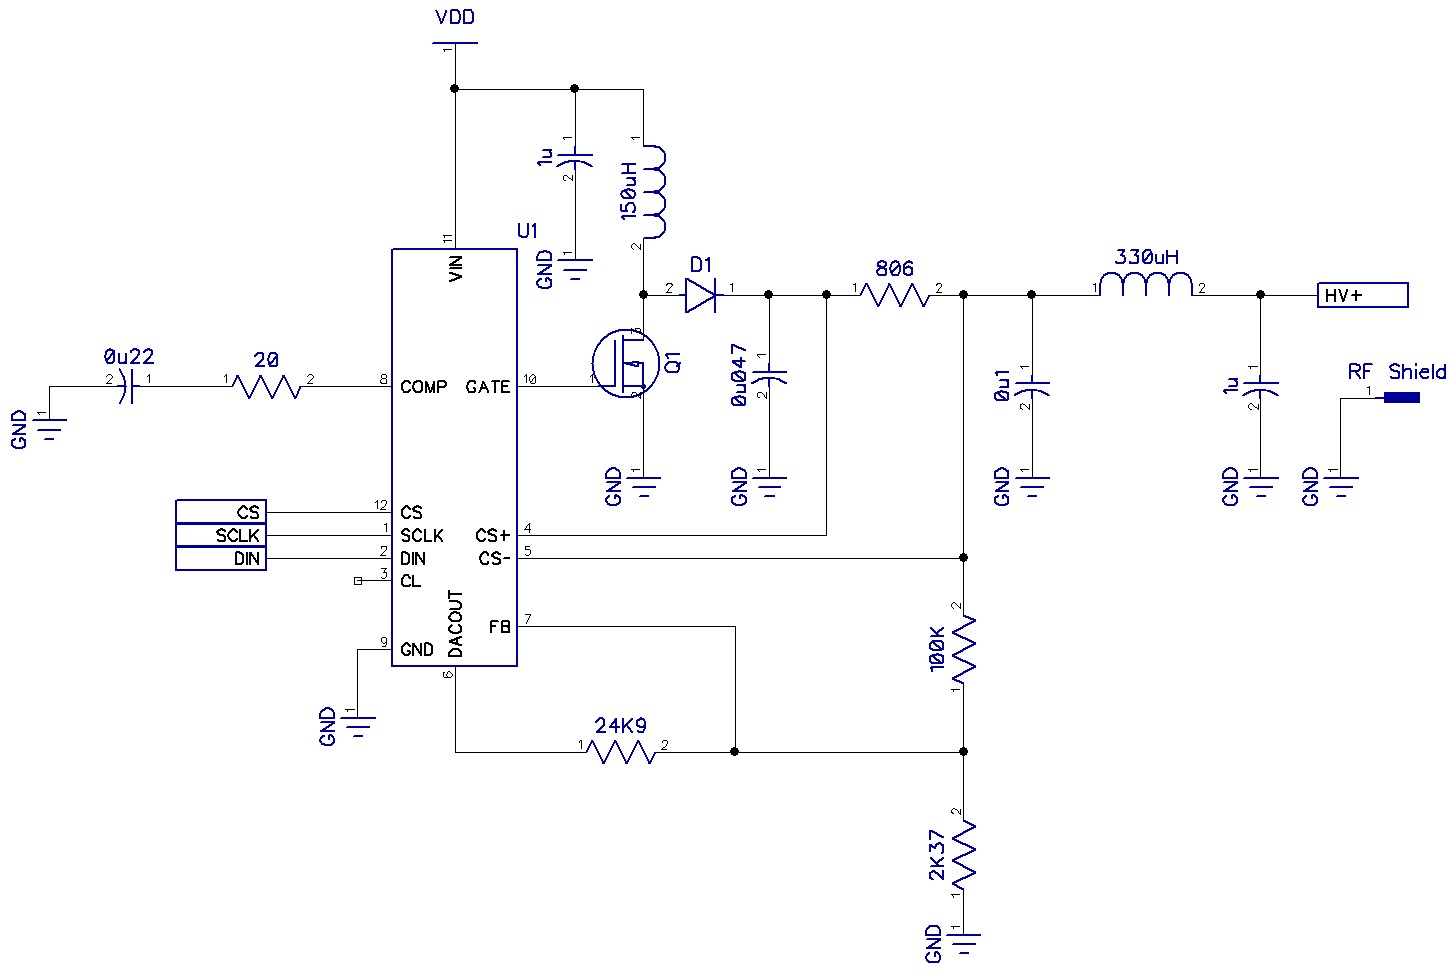 VDD
1
1
1u
2
1
GND
1
150uH
2
U1
11
VIN
D1
2
1
806
1
2
330uH
1
2
HV+
3
Q1
1
2
1
GND
1
0u047
2
1
GND
1
0u1
2
1
GND
1
1u
2
1
GND
RF Shield
1
1
GND
0u22
2
1
1
GND
20
1
2
8
COMP
GATE
10
CS
12
CS
SCLK
1
SCLK
DIN
2
DIN
3
CL
CS+
4
CS-
5
FB
7
9
GND
1
GND
DACOUT
6
24K9
1
2
2
100K
1
2
2K37
1
1
GND